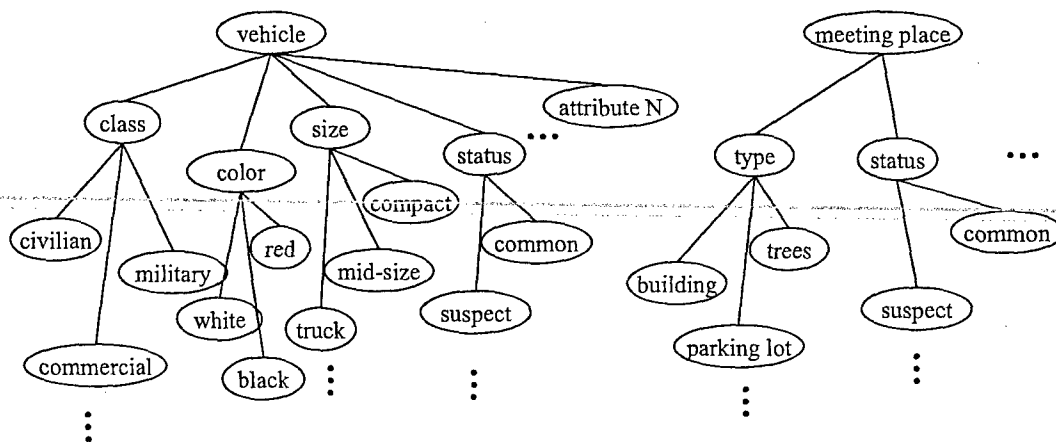 vehicle
meeting place
attribute N
class
size
...
color
status
type
status
...
compact
civilian
red
common
trees
common
military
mid-size
building
white
truck
suspect
suspect
commercial
black
parking lot